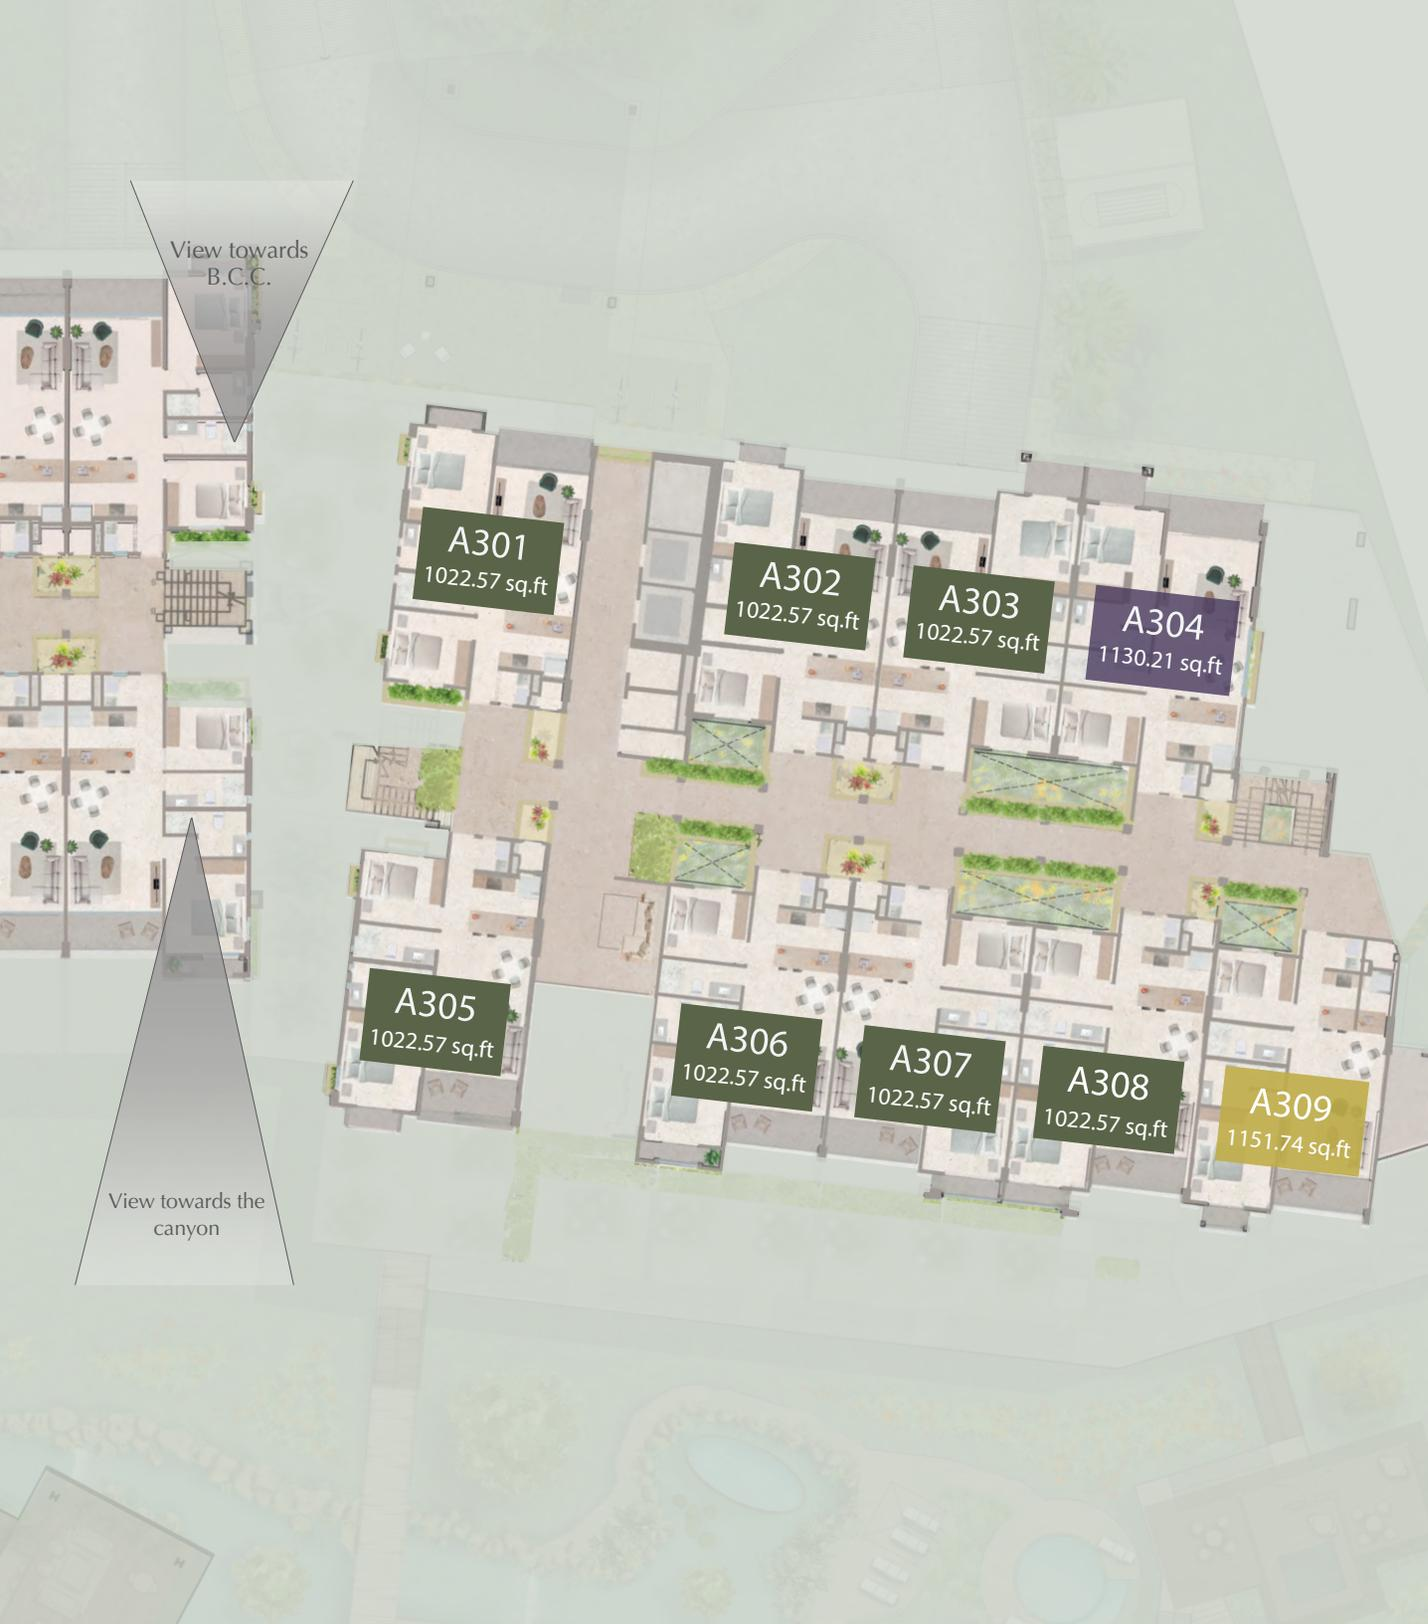 View towards
B.C.C.
A301
1022.57 sq.ft
A302
1022.57 sq.ft
A303
1022.57 sq.ft
A304
1130.21 sq.ft
A305
1022.57 sq.ft
A306
1022.57 sq.ft
A307
1022.57 sq.ft
A308
1022.57 sq.ft
A309
1151.74 sq.ft
View towards the
canyon
H
H